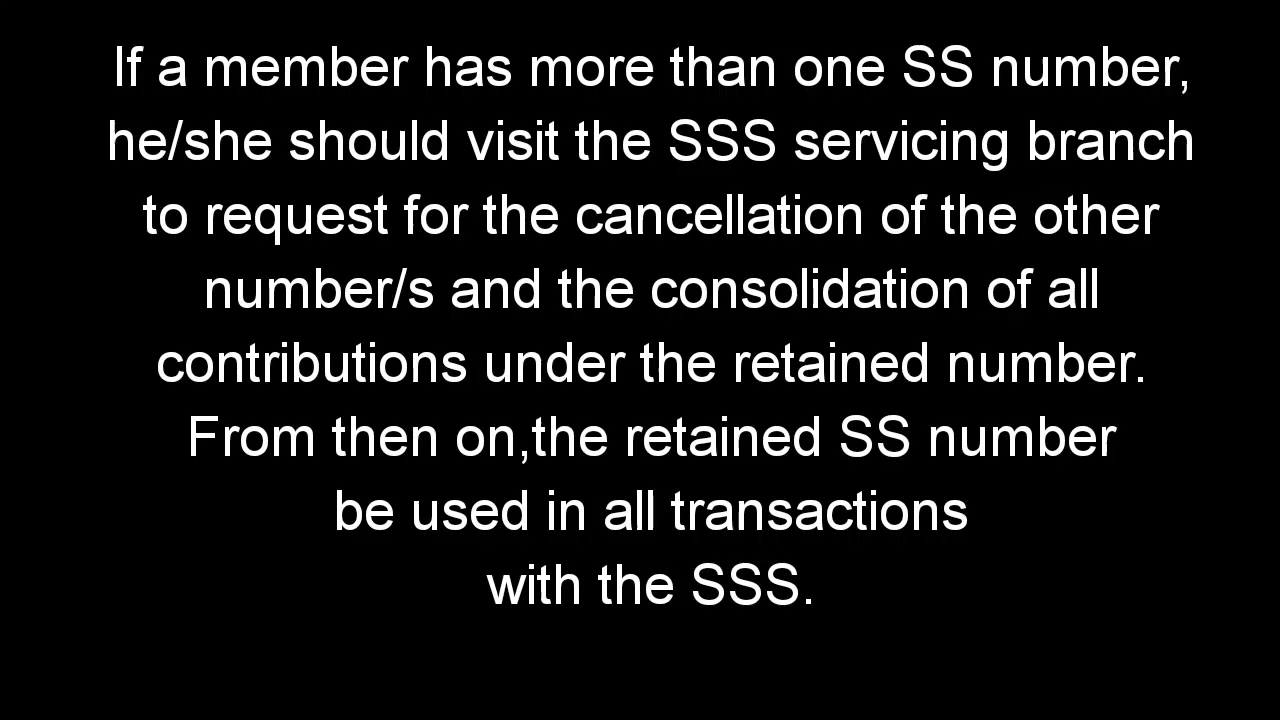 If a member has more than one SS number,
he/she should visit the SSS servicing branch
to request for the cancellation of the other
number/s and the consolidation of all
contributions under the retained number.
From then on,the retained SS number
be used in all transactions
with the SSS.